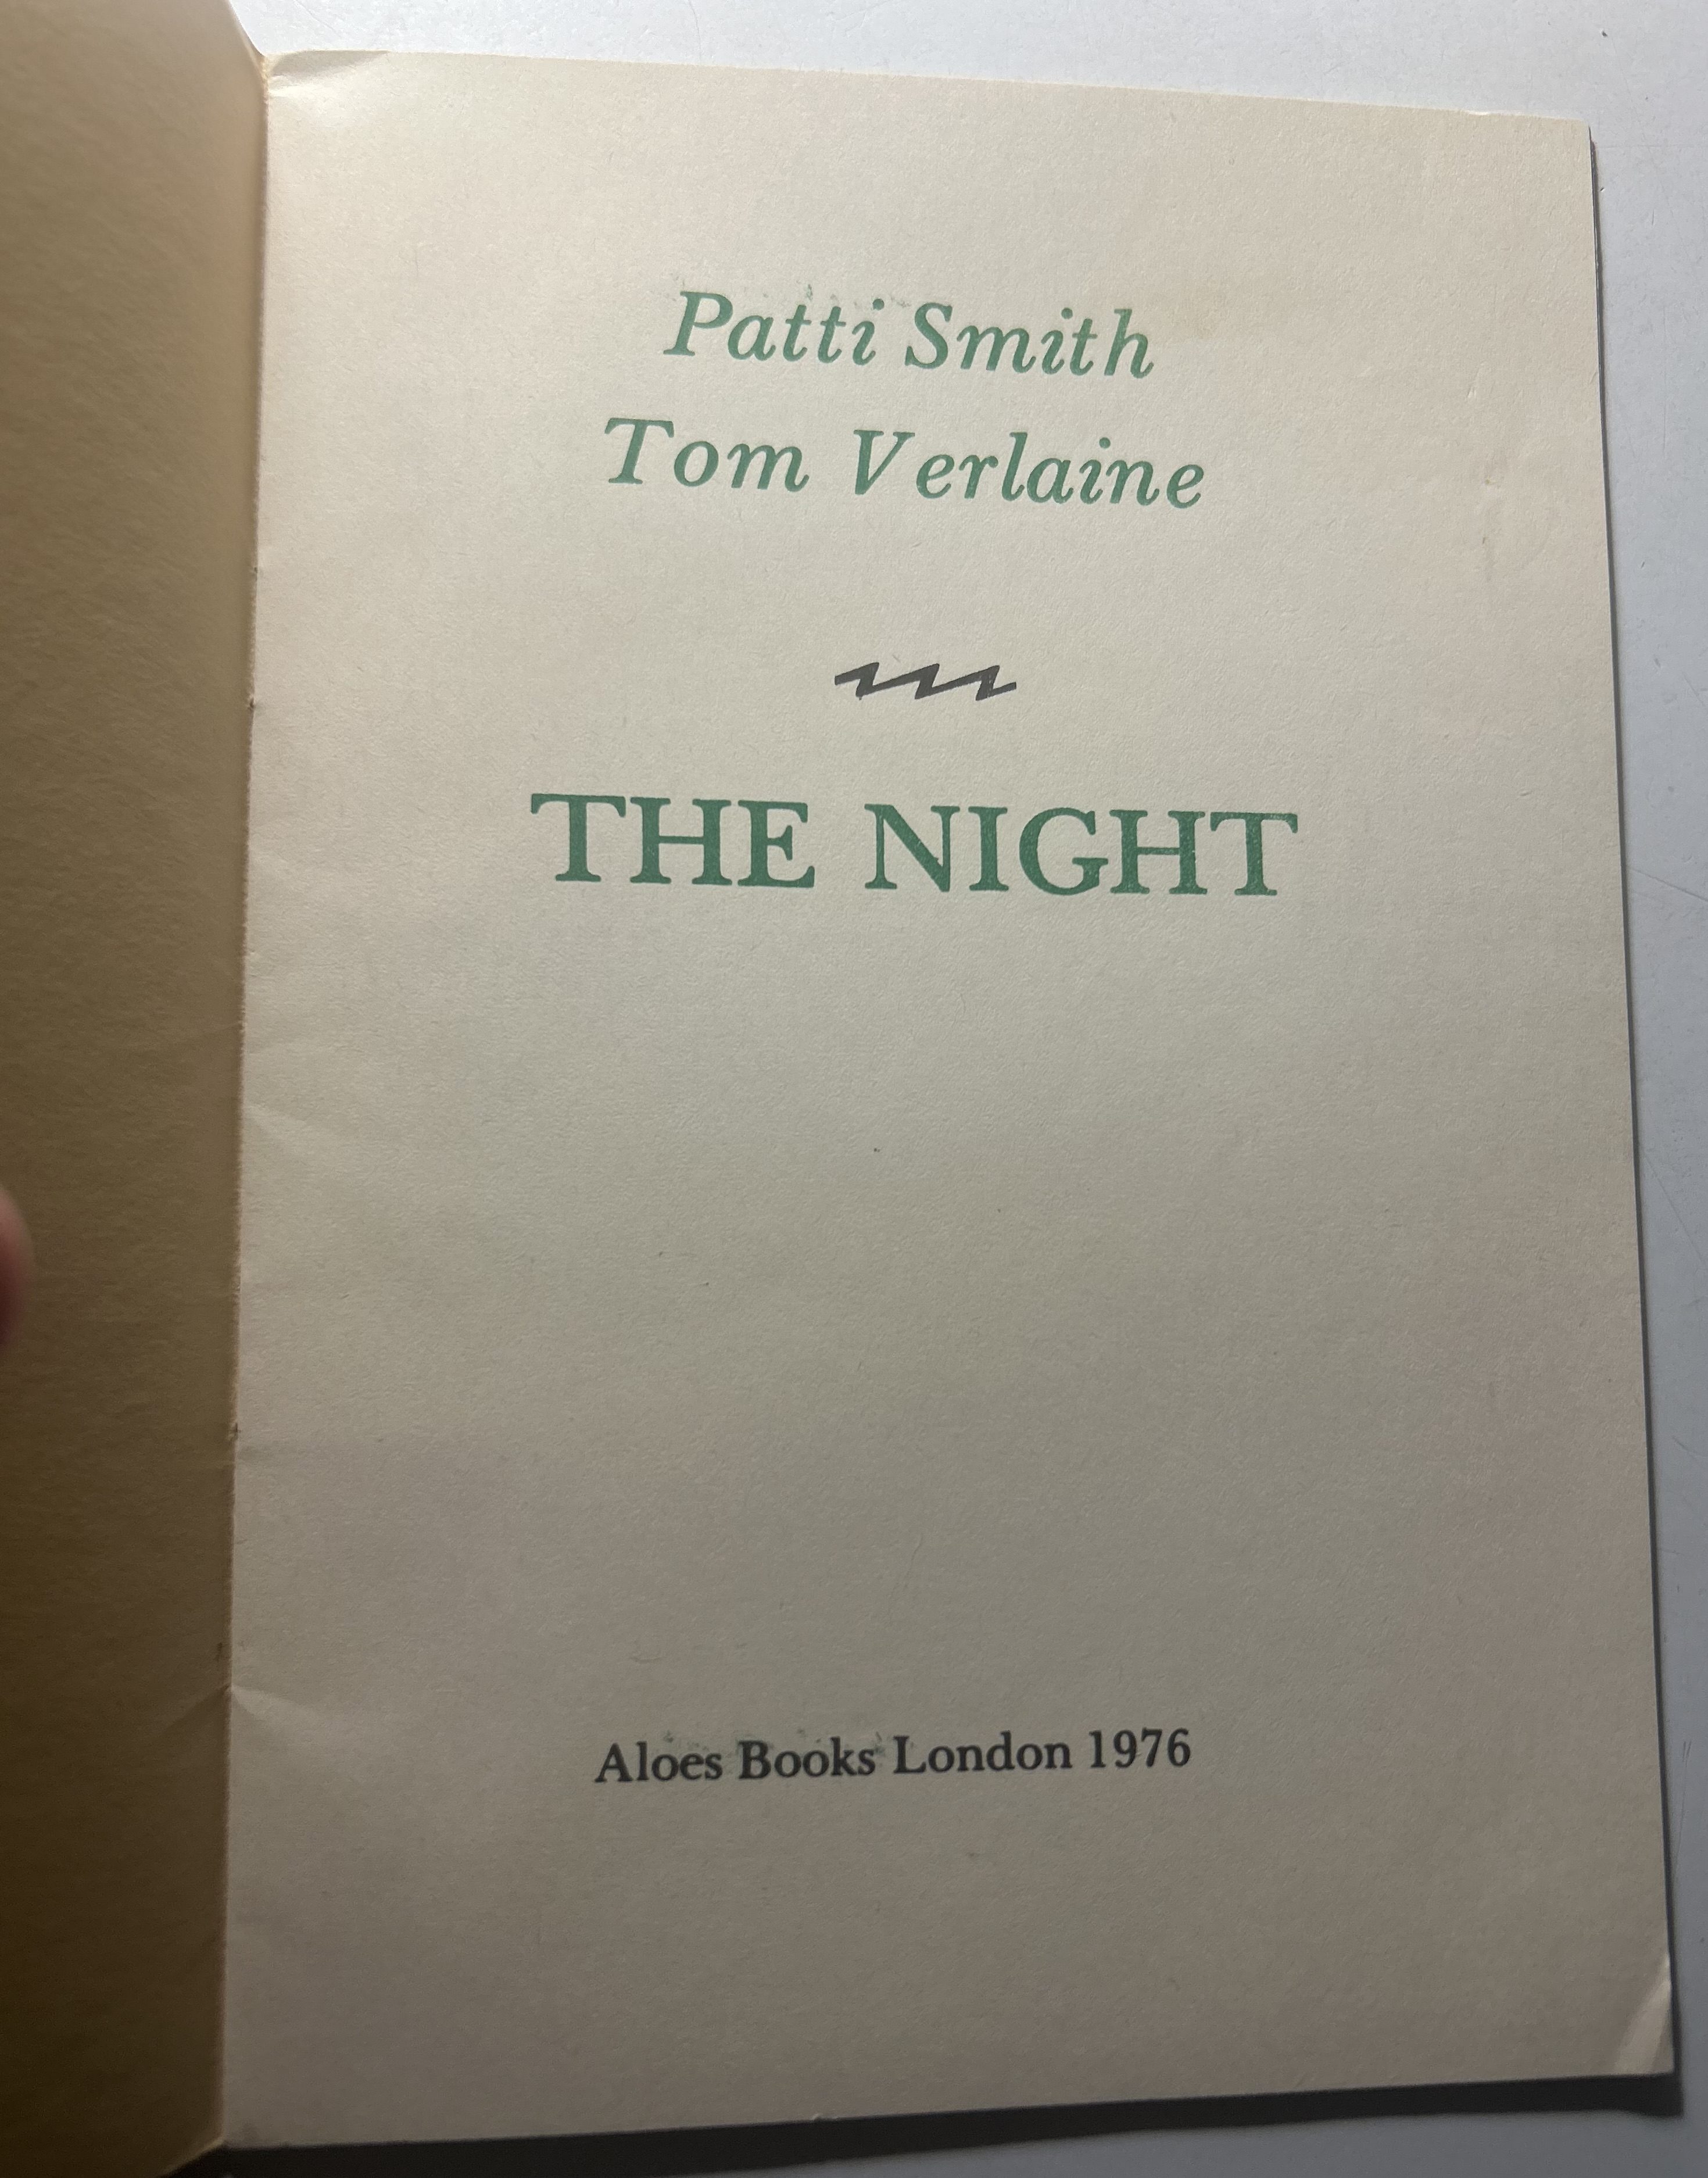 Patti Smith
Tom Verlaine
THE NIGHT
Aloes Books London 1976